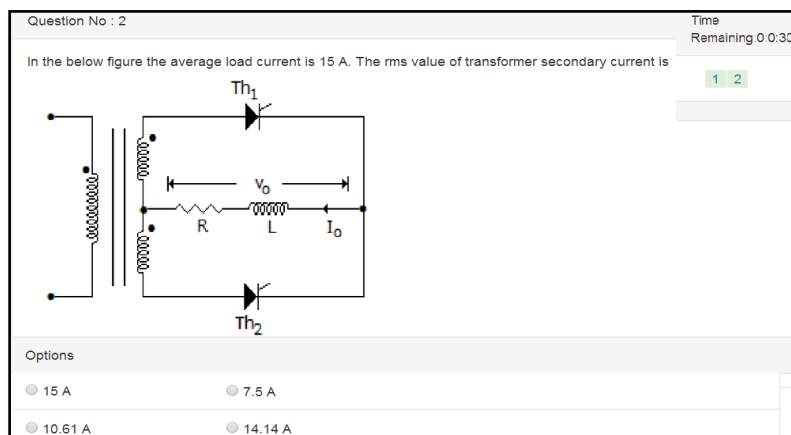 Question No : 2
Time
Remaining 0:0:30
In the below figure the average load current is 15 A. The rms value of transformer secondary current is
1 2
Th1
v0
R L I0
Th2
Options
15 A 7.5 A
10.61 A 14.14 A